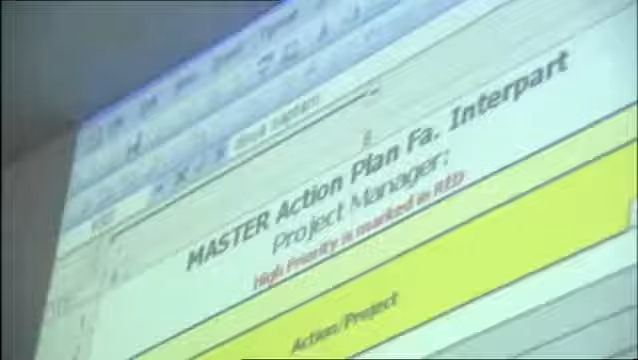 MASTER Action Plan Fa. Interpart
Project Manager:
High Priority is marked in RED
Action/Project